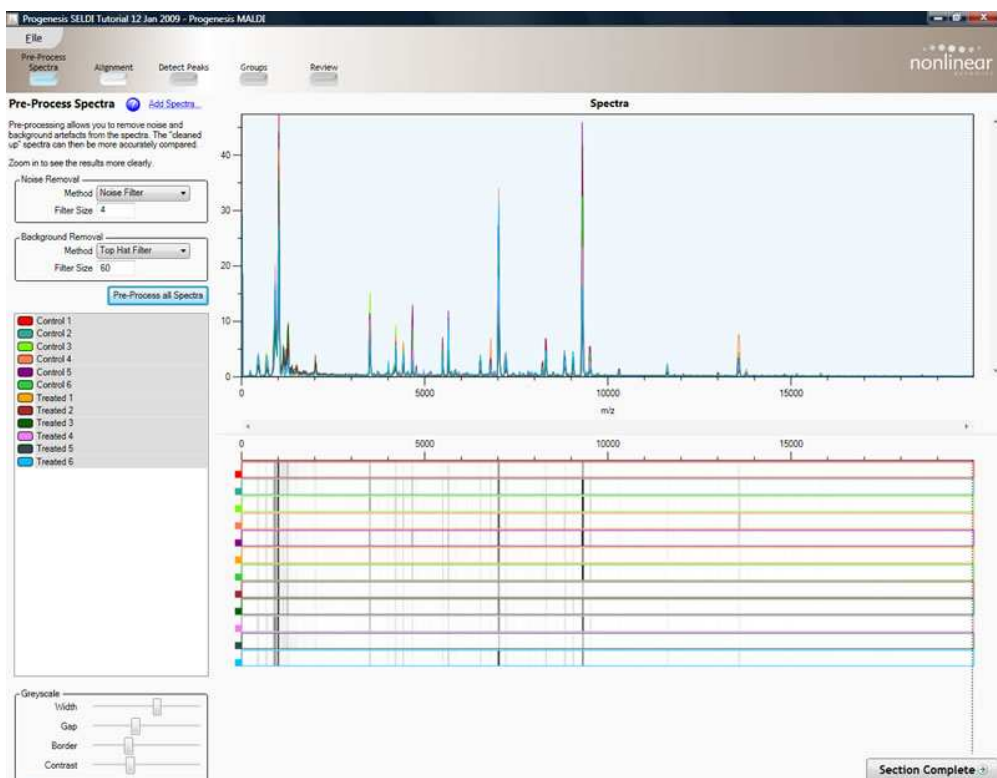 Progenesis SELDI Tutorial 12 Jan 2009 - Progenesis MALDI
File
Pre-Process
Spectra
Alignment
Detect Peaks
Groups
Review
nonlinear
DYNAMICS
Pre-Process Spectra
?
Add Spectra...
Pre-processing allows you to remove noise and
background artefacts from the spectra. The "cleaned
up" spectra can then be more accurately compared.
Zoom in to see the results more clearly.
Noise Removal
Method Noise Filter
Filter Size 4
Background Removal
Method Top Hat Filter
Filter Size 60
Pre-Process all Spectra
Control 1
Control 2
Control 3
Control 4
Control 5
Control 6
Treated 1
Treated 2
Treated 3
Treated 4
Treated 5
Treated 6
Greyscale
Width
Gap
Border
Contrast
Spectra
40
30
20
10
0
0 5000 10000 15000
m/z
0 5000 10000 15000
Section Complete